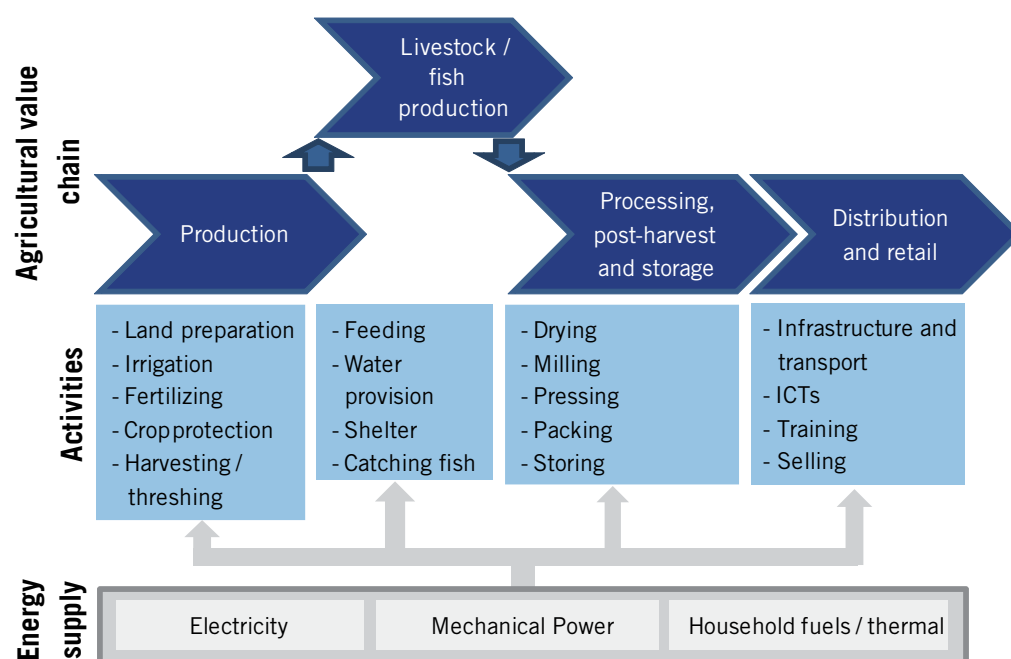 Agricultural value
chain
Livestock /
fish
production
Production
Processing,
post-harvest
and storage
Distribution
and retail
Activities
- Land preparation
- Irrigation
- Fertilizing
- Crop protection
- Harvesting /
threshing
- Feeding
- Water
provision
- Shelter
- Catching fish
- Drying
- Milling
- Pressing
- Packing
- Storing
- Infrastructure and
transport
- ICTs
- Training
- Selling
Energy
supply
Electricity
Mechanical Power
Household fuels / thermal